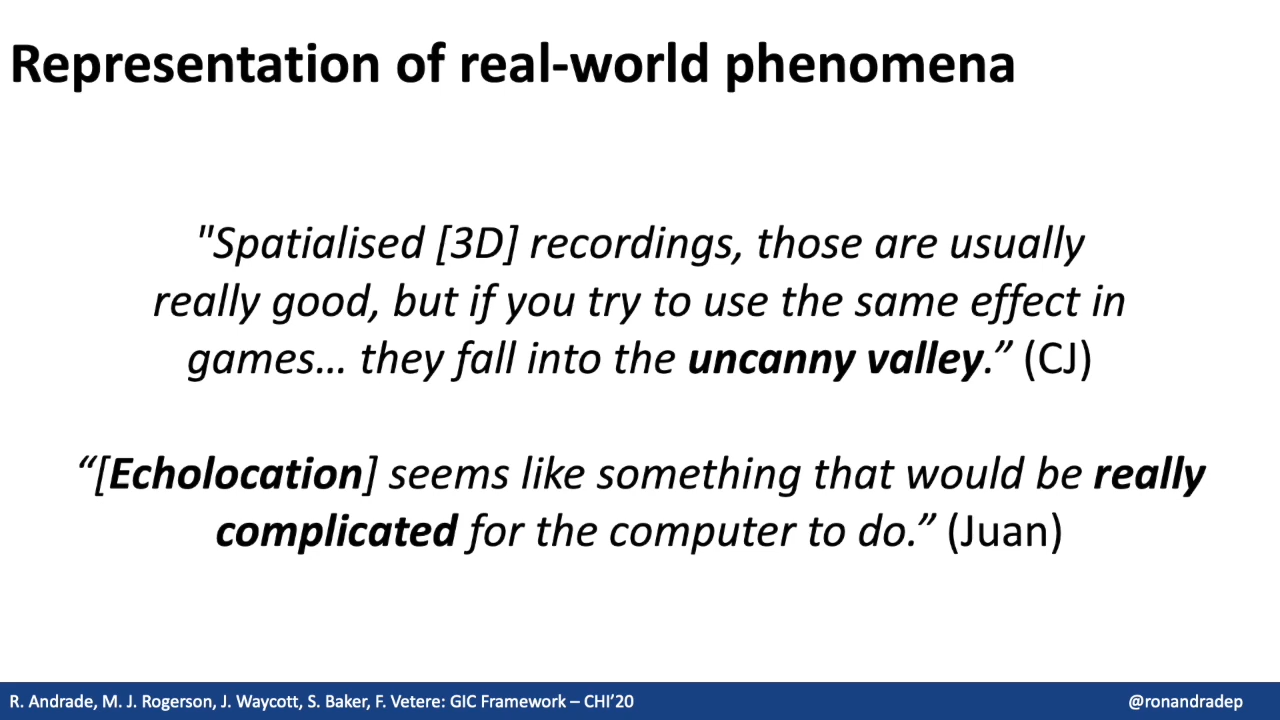 Representation of real-world phenomena
"Spatialised [3D] recordings, those are usually
really good, but if you try to use the same effect in
games… they fall into the uncanny valley.” (CJ)
“[Echolocation] seems like something that would be really
complicated for the computer to do.” (Juan)
R. Andrade, M. J. Rogerson, J. Waycott, S. Baker, F. Vetere: GIC Framework – CHI’20
@ronandradep